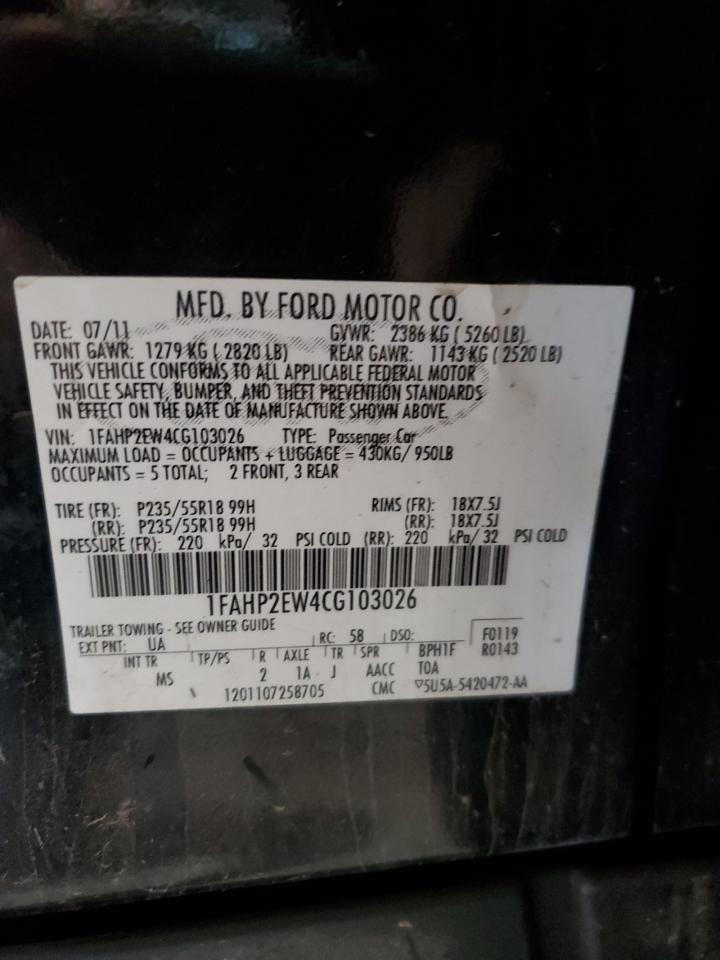 MFD. BY FORD MOTOR CO.
DATE: 07/11 GVWR: 2386 KG ( 5260 LB)
FRONT GAWR: 1279 KG ( 2820 LB) REAR GAWR: 1143 KG ( 2520 LB)
THIS VEHICLE CONFORMS TO ALL APPLICABLE FEDERAL MOTOR
VEHICLE SAFETY, BUMPER, AND THEFT PREVENTION STANDARDS
IN EFFECT ON THE DATE OF MANUFACTURE SHOWN ABOVE.
VIN: 1FAHP2EW4CG103026 TYPE: Passenger Car
MAXIMUM LOAD = OCCUPANTS + LUGGAGE = 430KG/ 950LB
OCCUPANTS = 5 TOTAL; 2 FRONT, 3 REAR
TIRE (FR): P235/55R18 99H RIMS (FR): 18X7.5J
(RR): P235/55R18 99H (RR): 18X7.5J
PRESSURE (FR): 220 kPa/ 32 PSI COLD (RR): 220 kPa/ 32 PSI COLD
1FAHP2EW4CG103026
TRAILER TOWING - SEE OWNER GUIDE
EXT PNT: UA RC: 58 DSO: F0119
INT TR TP/PS R AXLE TR SPR BPH1F R0143
MS 2 1A J AACC T0A
1201107258705 CMC ▽5U5A-5420472-AA